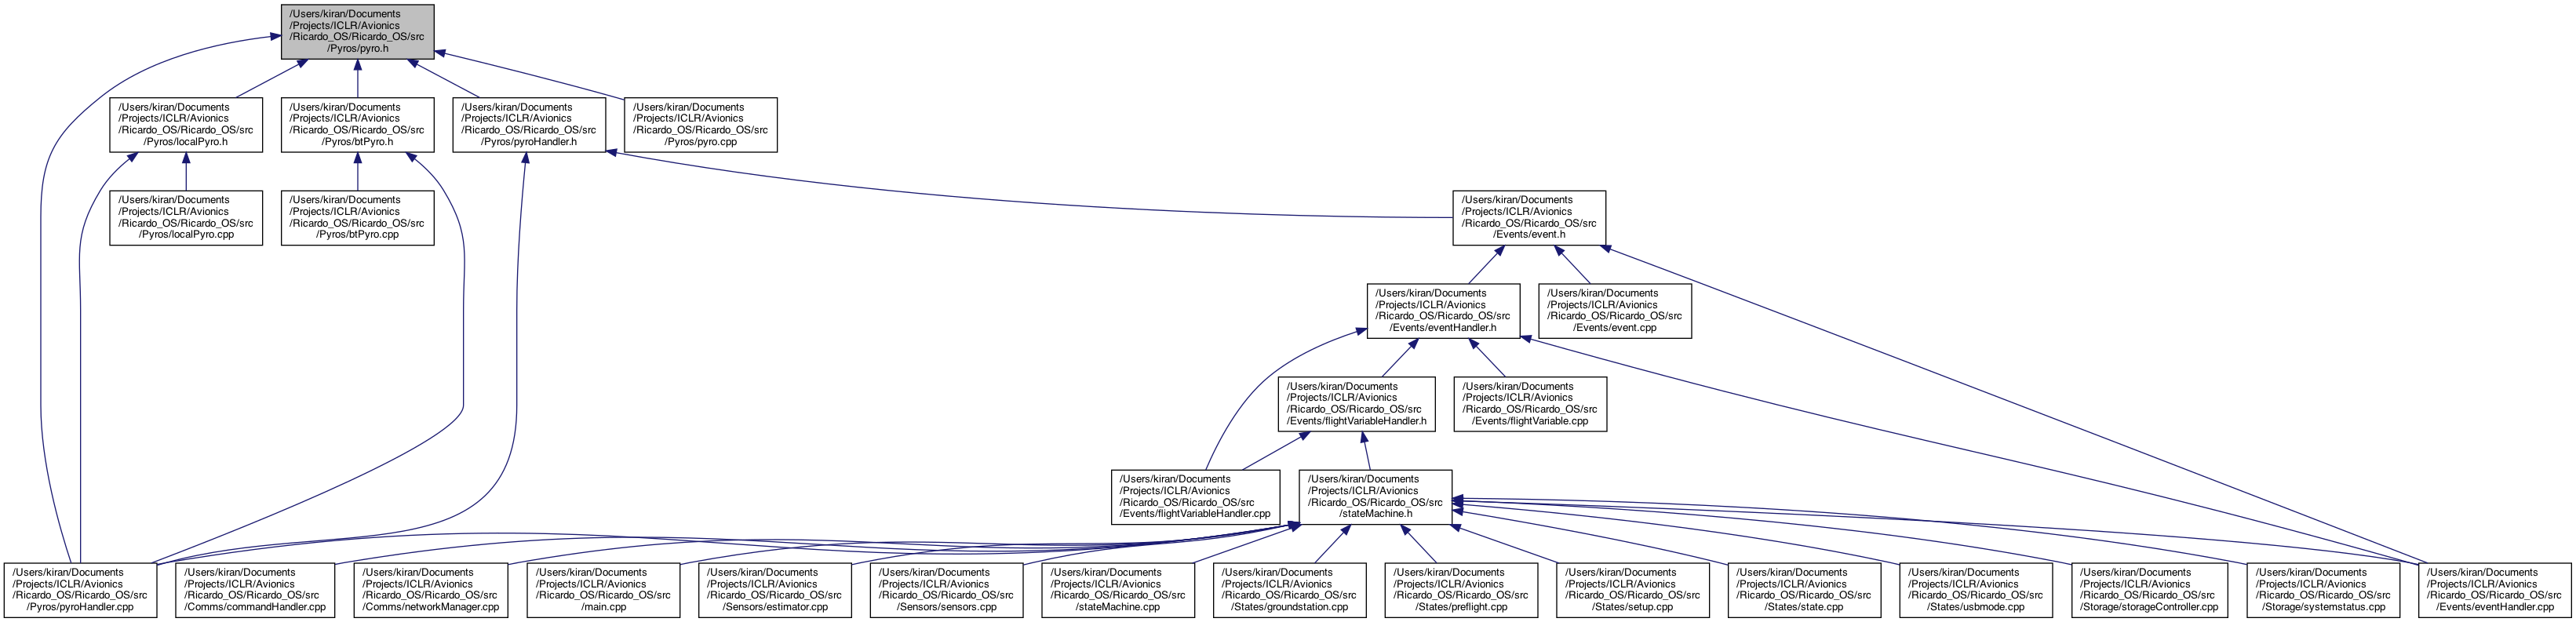 /Users/kiran/Documents
/Projects/ICLR/Avionics
/Ricardo_OS/Ricardo_OS/src
/Pyros/pyro.h
/Users/kiran/Documents
/Projects/ICLR/Avionics
/Ricardo_OS/Ricardo_OS/src
/Pyros/localPyro.h
/Users/kiran/Documents
/Projects/ICLR/Avionics
/Ricardo_OS/Ricardo_OS/src
/Pyros/btPyro.h
/Users/kiran/Documents
/Projects/ICLR/Avionics
/Ricardo_OS/Ricardo_OS/src
/Pyros/pyroHandler.h
/Users/kiran/Documents
/Projects/ICLR/Avionics
/Ricardo_OS/Ricardo_OS/src
/Pyros/pyro.cpp
/Users/kiran/Documents
/Projects/ICLR/Avionics
/Ricardo_OS/Ricardo_OS/src
/Pyros/localPyro.cpp
/Users/kiran/Documents
/Projects/ICLR/Avionics
/Ricardo_OS/Ricardo_OS/src
/Pyros/btPyro.cpp
/Users/kiran/Documents
/Projects/ICLR/Avionics
/Ricardo_OS/Ricardo_OS/src
/Events/event.h
/Users/kiran/Documents
/Projects/ICLR/Avionics
/Ricardo_OS/Ricardo_OS/src
/Events/eventHandler.h
/Users/kiran/Documents
/Projects/ICLR/Avionics
/Ricardo_OS/Ricardo_OS/src
/Events/event.cpp
/Users/kiran/Documents
/Projects/ICLR/Avionics
/Ricardo_OS/Ricardo_OS/src
/Events/flightVariableHandler.h
/Users/kiran/Documents
/Projects/ICLR/Avionics
/Ricardo_OS/Ricardo_OS/src
/Events/flightVariable.cpp
/Users/kiran/Documents
/Projects/ICLR/Avionics
/Ricardo_OS/Ricardo_OS/src
/Events/flightVariableHandler.cpp
/Users/kiran/Documents
/Projects/ICLR/Avionics
/Ricardo_OS/Ricardo_OS/src
/stateMachine.h
/Users/kiran/Documents
/Projects/ICLR/Avionics
/Ricardo_OS/Ricardo_OS/src
/Pyros/pyroHandler.cpp
/Users/kiran/Documents
/Projects/ICLR/Avionics
/Ricardo_OS/Ricardo_OS/src
/Comms/commandHandler.cpp
/Users/kiran/Documents
/Projects/ICLR/Avionics
/Ricardo_OS/Ricardo_OS/src
/Comms/networkManager.cpp
/Users/kiran/Documents
/Projects/ICLR/Avionics
/Ricardo_OS/Ricardo_OS/src
/main.cpp
/Users/kiran/Documents
/Projects/ICLR/Avionics
/Ricardo_OS/Ricardo_OS/src
/Sensors/estimator.cpp
/Users/kiran/Documents
/Projects/ICLR/Avionics
/Ricardo_OS/Ricardo_OS/src
/Sensors/sensors.cpp
/Users/kiran/Documents
/Projects/ICLR/Avionics
/Ricardo_OS/Ricardo_OS/src
/stateMachine.cpp
/Users/kiran/Documents
/Projects/ICLR/Avionics
/Ricardo_OS/Ricardo_OS/src
/States/groundstation.cpp
/Users/kiran/Documents
/Projects/ICLR/Avionics
/Ricardo_OS/Ricardo_OS/src
/States/preflight.cpp
/Users/kiran/Documents
/Projects/ICLR/Avionics
/Ricardo_OS/Ricardo_OS/src
/States/setup.cpp
/Users/kiran/Documents
/Projects/ICLR/Avionics
/Ricardo_OS/Ricardo_OS/src
/States/state.cpp
/Users/kiran/Documents
/Projects/ICLR/Avionics
/Ricardo_OS/Ricardo_OS/src
/States/usbmode.cpp
/Users/kiran/Documents
/Projects/ICLR/Avionics
/Ricardo_OS/Ricardo_OS/src
/Storage/storageController.cpp
/Users/kiran/Documents
/Projects/ICLR/Avionics
/Ricardo_OS/Ricardo_OS/src
/Storage/systemstatus.cpp
/Users/kiran/Documents
/Projects/ICLR/Avionics
/Ricardo_OS/Ricardo_OS/src
/Events/eventHandler.cpp